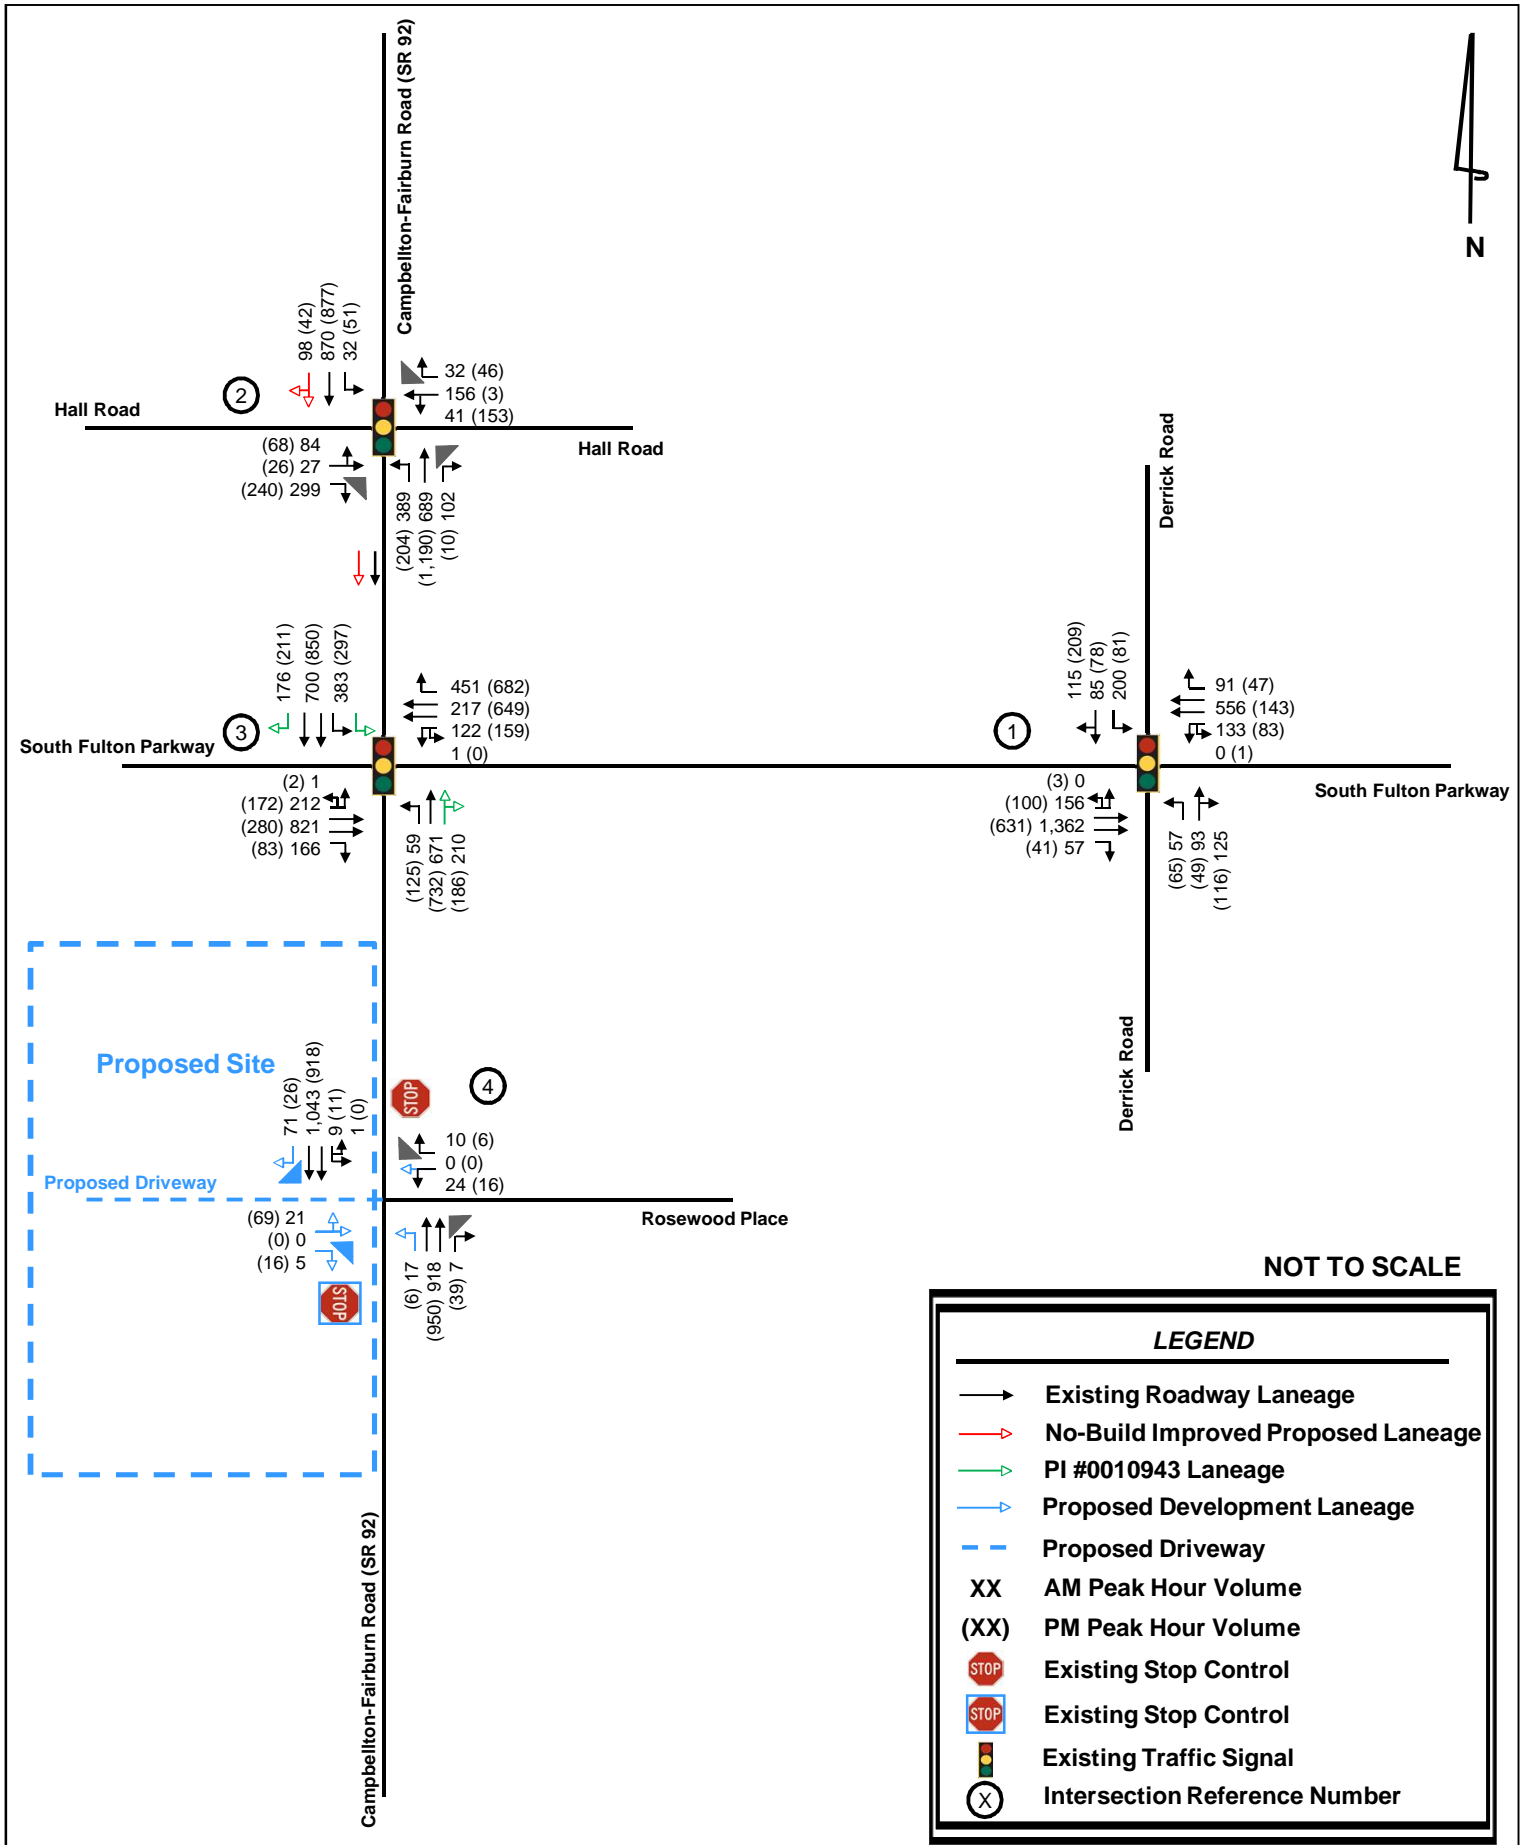 Campbellton-Fairburn Road (SR 92)
N
98 (42)
870 (877)
32 (51)
2
32 (46)
156 (3)
41 (153)
Hall Road
Hall Road
(68) 84
(26) 27
(240) 299
(204) 389
(1,190) 689
(10) 102
Derrick Road
176 (211)
700 (850)
383 (297)
3
451 (682)
217 (649)
122 (159)
1 (0)
South Fulton Parkway
(2) 1
(172) 212
(280) 821
(83) 166
(125) 59
(732) 671
(186) 210
115 (209)
85 (78)
200 (81)
1
91 (47)
556 (143)
133 (83)
0 (1)
South Fulton Parkway
(3) 0
(100) 156
(631) 1,362
(41) 57
(65) 57
(49) 93
(116) 125
Derrick Road
Proposed Site
71 (26)
1,043 (918)
9 (11)
1 (0)
STOP
4
10 (6)
0 (0)
24 (16)
Proposed Driveway
Rosewood Place
(69) 21
(0) 0
(16) 5
STOP
(6) 17
(950) 918
(39) 7
Campbellton-Fairburn Road (SR 92)
NOT TO SCALE
LEGEND
Existing Roadway Laneage
No-Build Improved Proposed Laneage
PI #0010943 Laneage
Proposed Development Laneage
Proposed Driveway
XX AM Peak Hour Volume
(XX) PM Peak Hour Volume
STOP Existing Stop Control
STOP Existing Stop Control
Existing Traffic Signal
X Intersection Reference Number